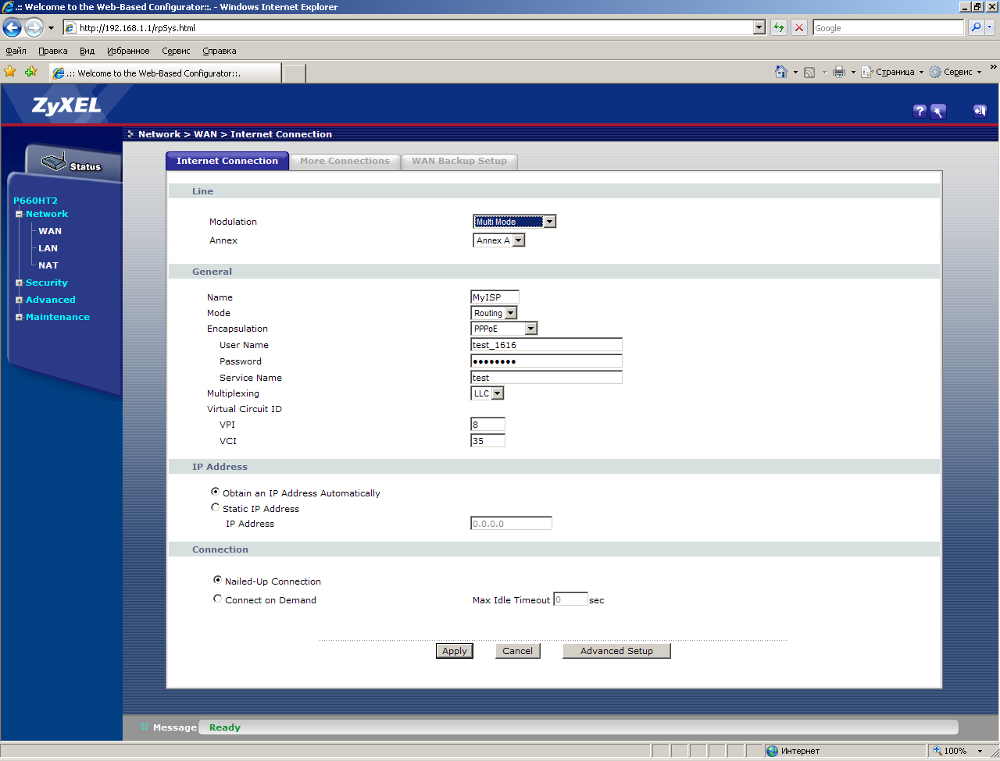 .:: Welcome to the Web-Based Configurator::. - Windows Internet Explorer
http://192.168.1.1/rpSys.html
Google
Файл Правка Вид Избранное Сервис Справка
.:: Welcome to the Web-Based Configurator::.
Страница Сервис »
ZyXEL
Network > WAN > Internet Connection
Status
Internet Connection More Connections WAN Backup Setup
P660HT2
Network
WAN
LAN
NAT
Security
Advanced
Maintenance
Line
Modulation Multi Mode
Annex Annex A
General
Name MyISP
Mode Routing
Encapsulation PPPoE
User Name test_1616
Password ••••••••
Service Name test
Multiplexing LLC
Virtual Circuit ID
VPI 8
VCI 35
IP Address
Obtain an IP Address Automatically
Static IP Address
IP Address 0.0.0.0
Connection
Nailed-Up Connection
Connect on Demand Max Idle Timeout 0 sec
Apply Cancel Advanced Setup
Message Ready
Интернет 100%